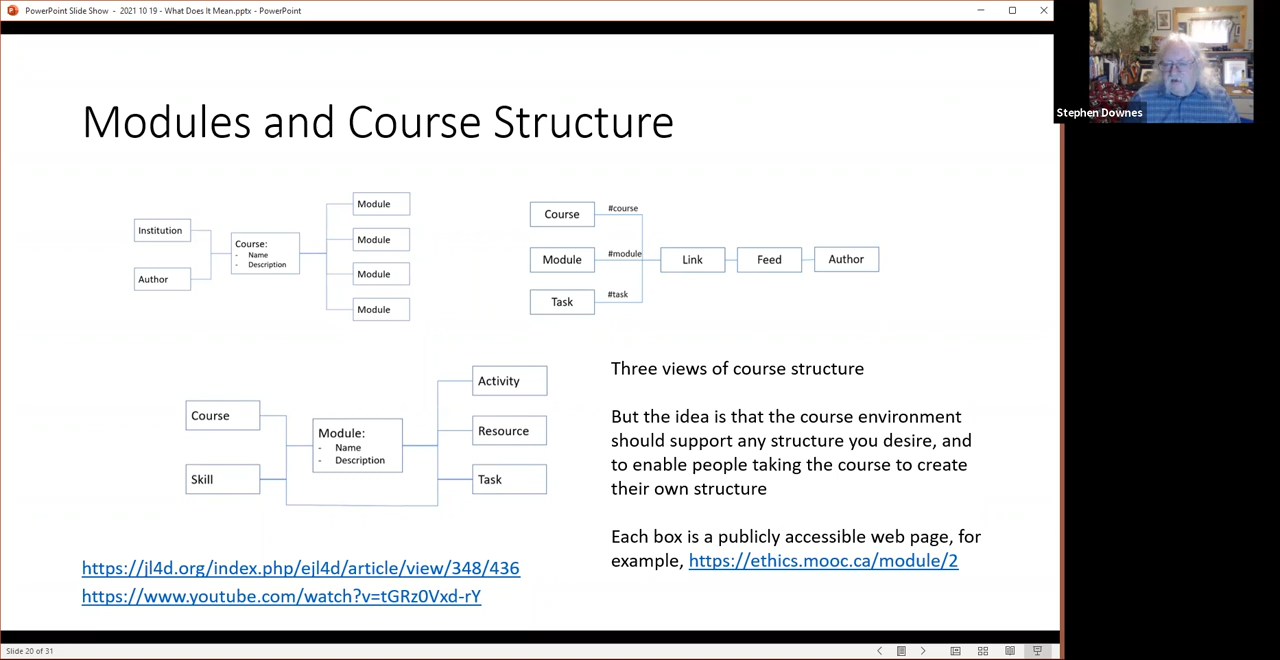 PowerPoint Slide Show - 2021 10 19 - What Does It Mean.pptx - PowerPoint
Stephen Downes
Modules and Course Structure
Institution
Author
Course:
- Name
- Description
Module
Module
Module
Module
Course
#course
Module
#module
Task
#task
Link
Feed
Author
Course
Skill
Module:
- Name
- Description
Activity
Resource
Task
Three views of course structure
But the idea is that the course environment
should support any structure you desire, and
to enable people taking the course to create
their own structure
Each box is a publicly accessible web page, for
example, https://ethics.mooc.ca/module/2
https://jl4d.org/index.php/ejl4d/article/view/348/436
https://www.youtube.com/watch?v=tGRz0Vxd-rY
Slide 20 of 31